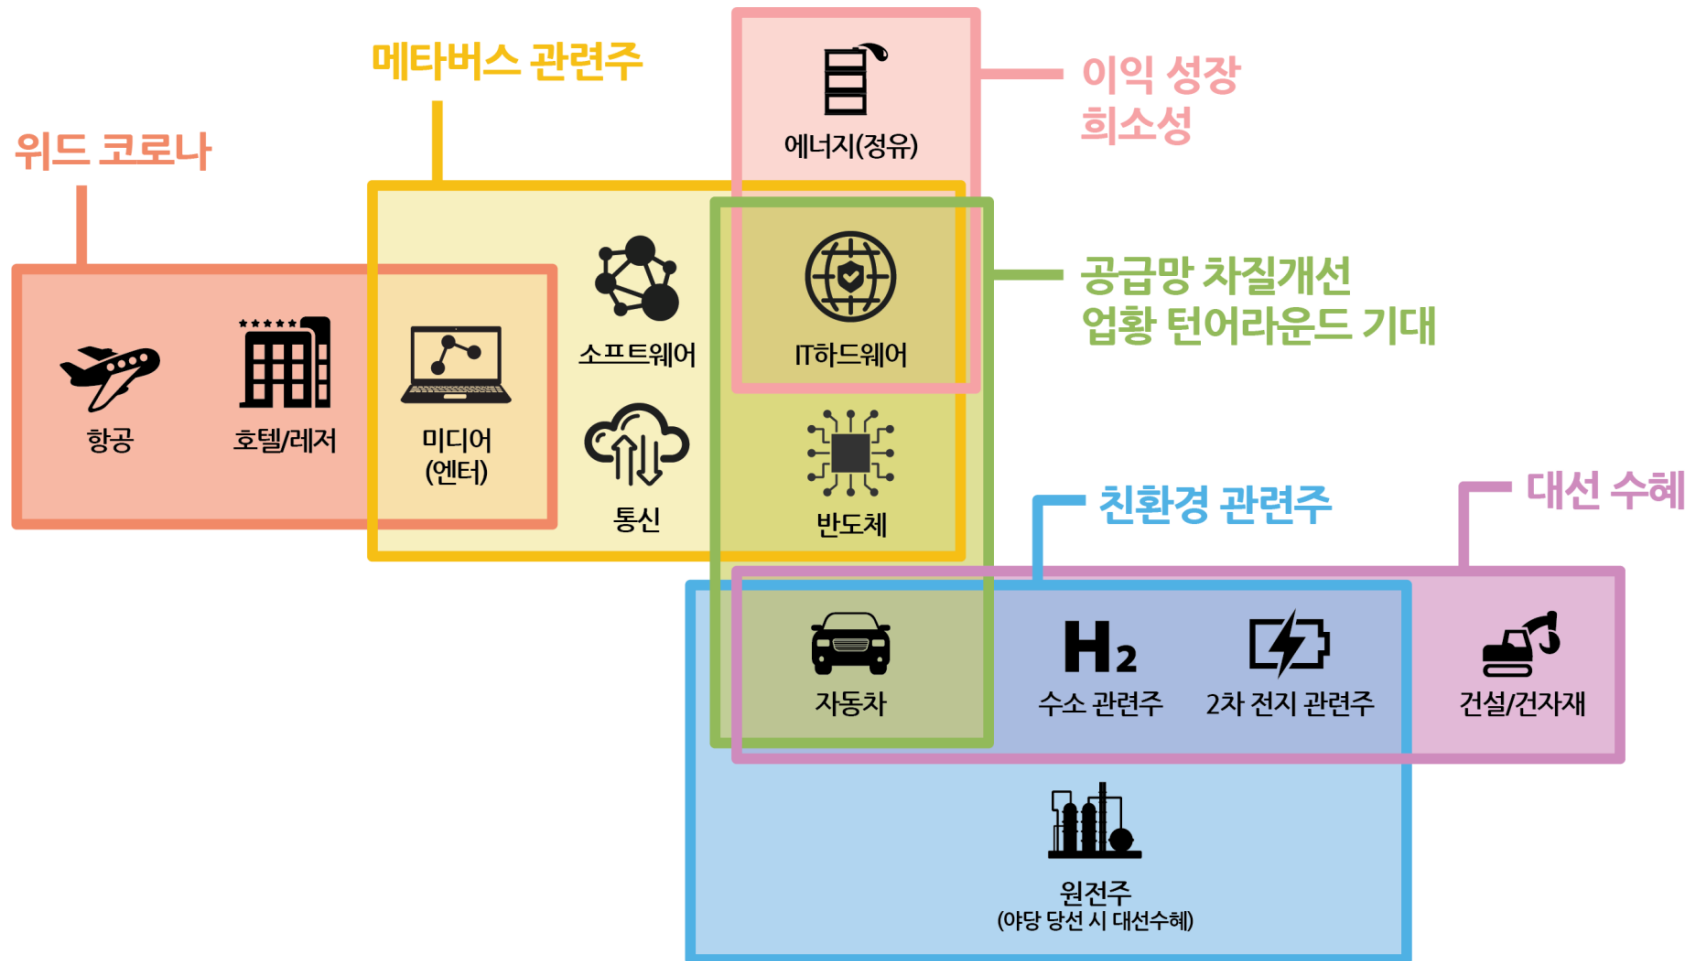 메타버스 관련주
이익 성장
희소성
에너지(정유)
위드 코로나
공급망 차질개선
업황 턴어라운드 기대
소프트웨어
IT하드웨어
항공
호텔/레저
미디어
(엔터)
통신
반도체
친환경 관련주
대선 수혜
H₂
자동차
수소 관련주
2차 전지 관련주
건설/건자재
원전주
(야당 당선 시 대선수혜)